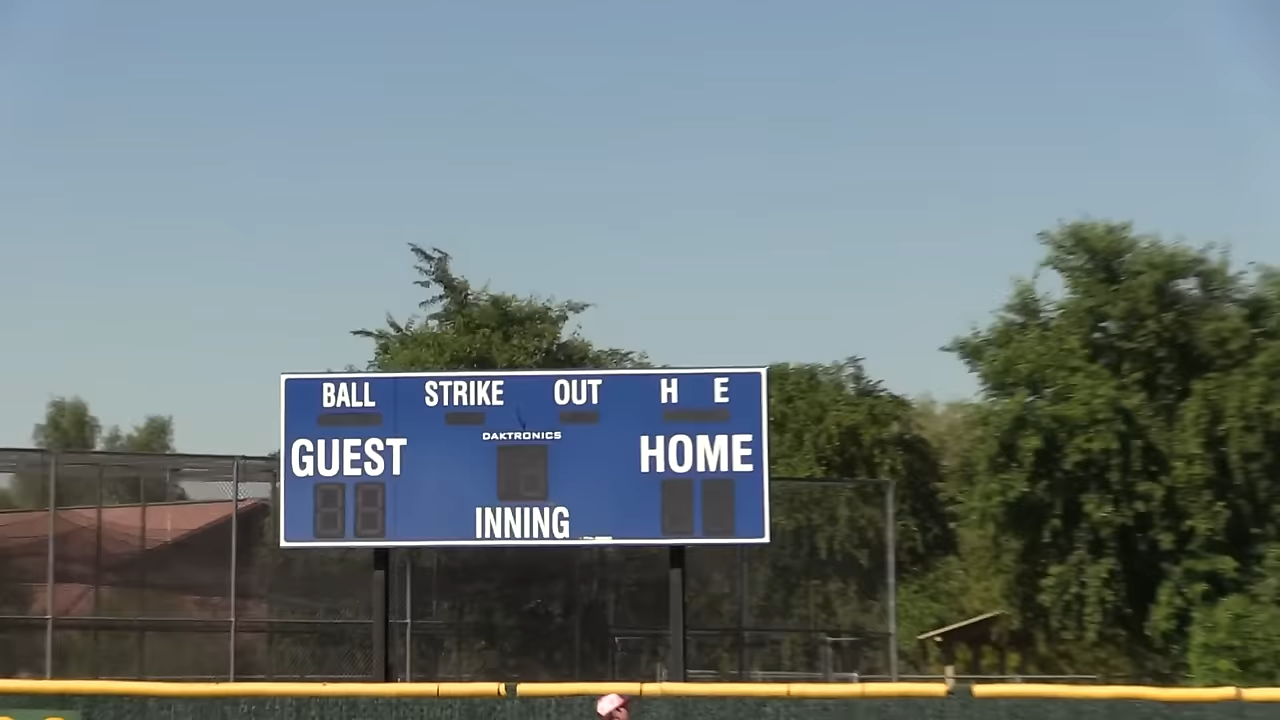 BALL STRIKE OUT H E
DAKTRONICS
GUEST HOME
INNING